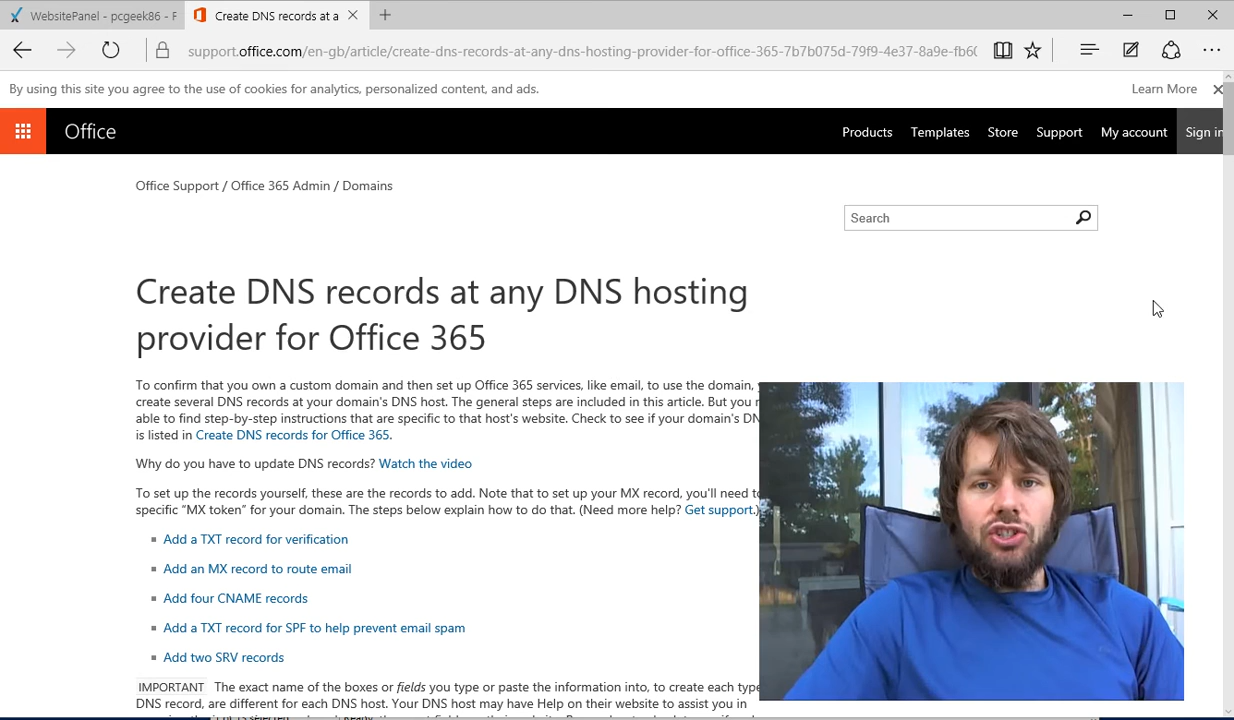 WebsitePanel - pcgeek86 - F
Create DNS records at a
support.office.com/en-gb/article/create-dns-records-at-any-dns-hosting-provider-for-office-365-7b7b075d-79f9-4e37-8a9e-fb60
By using this site you agree to the use of cookies for analytics, personalized content, and ads.
Learn More
Office
Products Templates Store Support My account Sign in
Office Support / Office 365 Admin / Domains
Search
Create DNS records at any DNS hosting
provider for Office 365
To confirm that you own a custom domain and then set up Office 365 services, like email, to use the domain,
create several DNS records at your domain's DNS host. The general steps are included in this article. But you
able to find step-by-step instructions that are specific to that host's website. Check to see if your domain's DN
is listed in Create DNS records for Office 365.
Why do you have to update DNS records? Watch the video
To set up the records yourself, these are the records to add. Note that to set up your MX record, you'll need to
specific "MX token" for your domain. The steps below explain how to do that. (Need more help? Get support.)
Add a TXT record for verification
Add an MX record to route email
Add four CNAME records
Add a TXT record for SPF to help prevent email spam
Add two SRV records
IMPORTANT The exact name of the boxes or fields you type or paste the information into, to create each type
DNS record, are different for each DNS host. Your DNS host may have Help on their website to assist you in